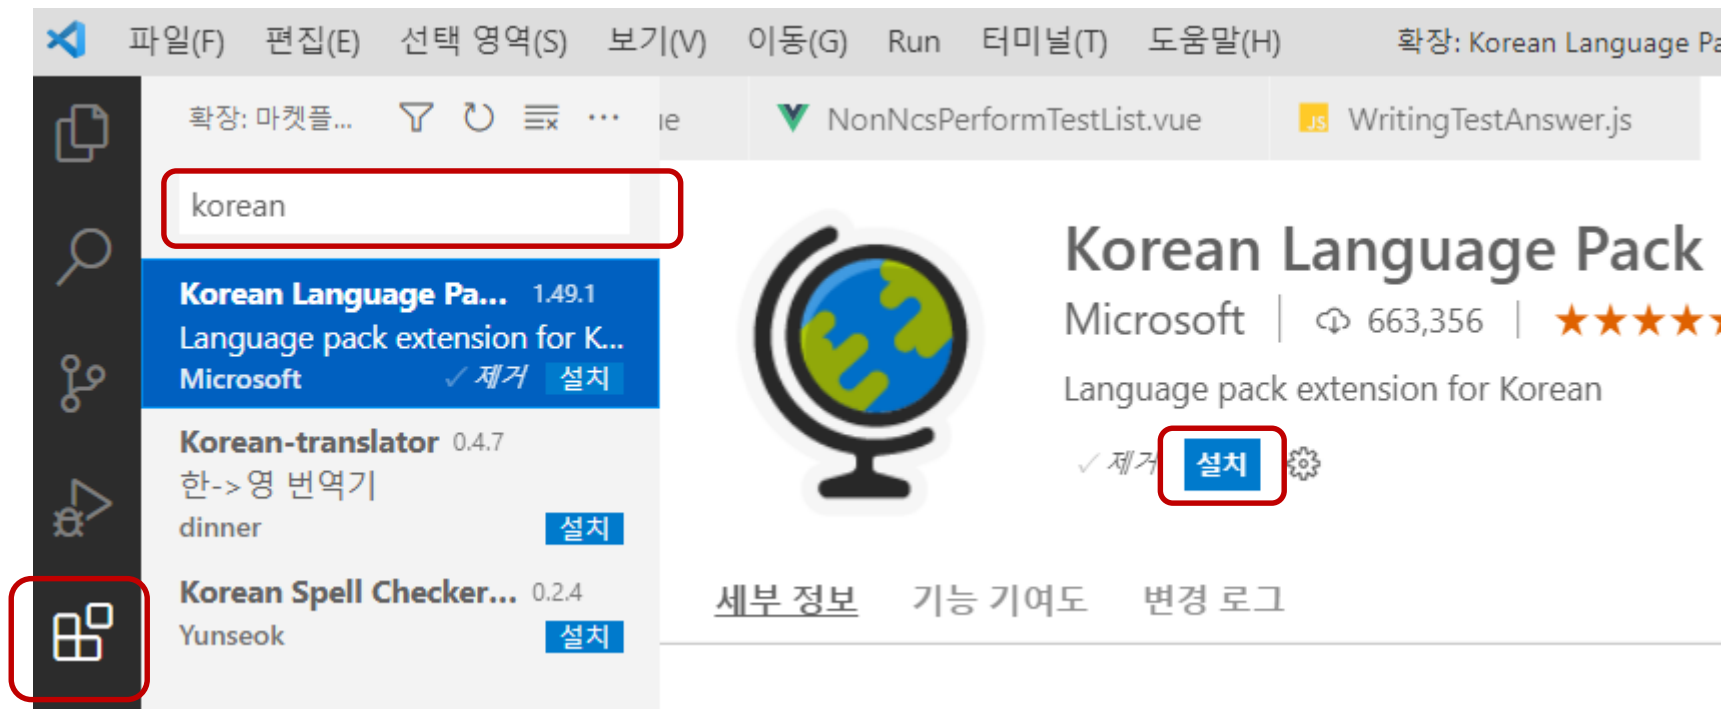 파일(F) 편집(E) 선택 영역(S) 보기(V) 이동(G) Run 터미널(T) 도움말(H) 확장: Korean Language Pa
확장: 마켓플...
ue NonNcsPerformTestList.vue JS WritingTestAnswer.js
korean
Korean Language Pa... 1.49.1
Language pack extension for K...
Microsoft ✓ 제거 설치
Korean-translator 0.4.7
한->영 번역기
dinner 설치
Korean Spell Checker... 0.2.4
Yunseok 설치
Korean Language Pack
Microsoft 663,356 ★★★★★
Language pack extension for Korean
✓ 제거 설치
세부 정보 기능 기여도 변경 로그